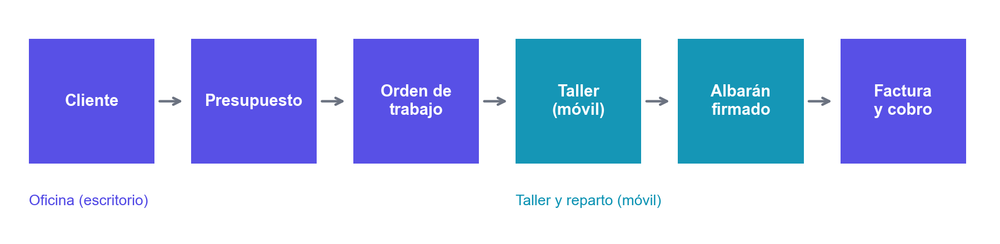 Cliente
Presupuesto
Orden de
trabajo
Taller
(móvil)
Albarán
firmado
Factura
y cobro
Oficina (escritorio)
Taller y reparto (móvil)